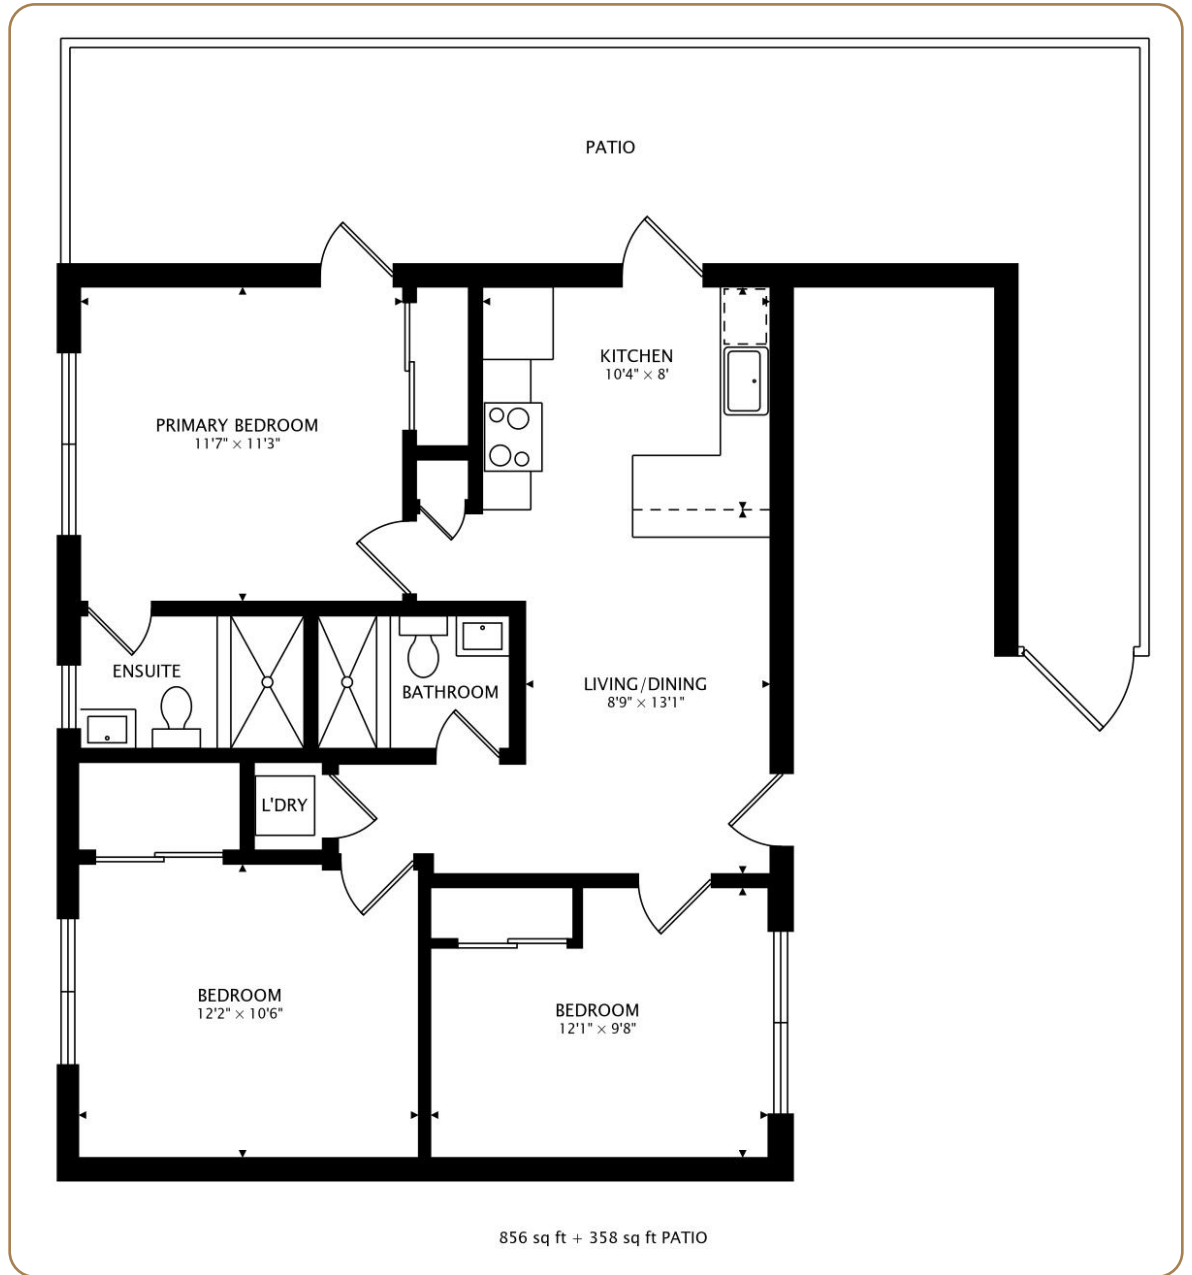 PATIO
KITCHEN
10'4" × 8'
PRIMARY BEDROOM
11'7" × 11'3"
ENSUITE
BATHROOM
LIVING/DINING
8'9" × 13'1"
L'DRY
BEDROOM
12'2" × 10'6"
BEDROOM
12'1" × 9'8"
856 sq ft + 358 sq ft PATIO